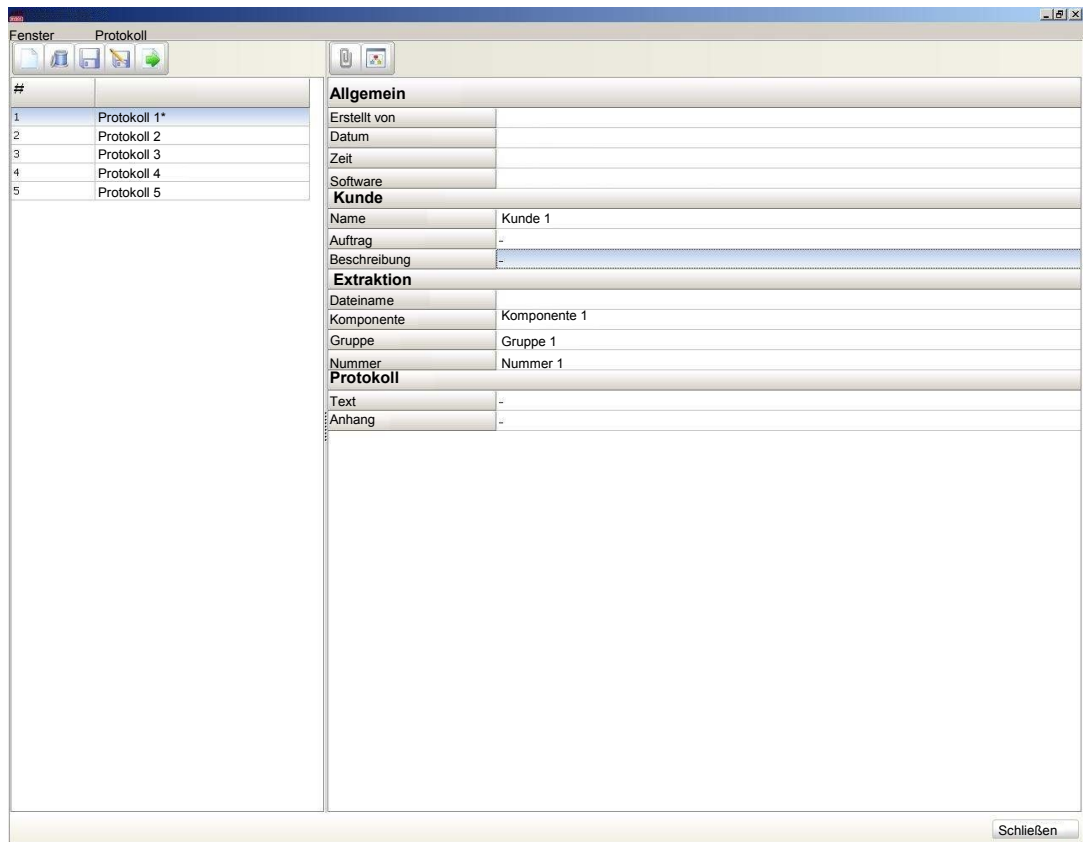 Fenster Protokoll
#
1 Protokoll 1*
2 Protokoll 2
3 Protokoll 3
4 Protokoll 4
5 Protokoll 5
Allgemein
Erstellt von
Datum
Zeit
Software
Kunde
Name Kunde 1
Auftrag -
Beschreibung -
Extraktion
Dateiname
Komponente Komponente 1
Gruppe Gruppe 1
Nummer Nummer 1
Protokoll
Text -
Anhang -
Schließen